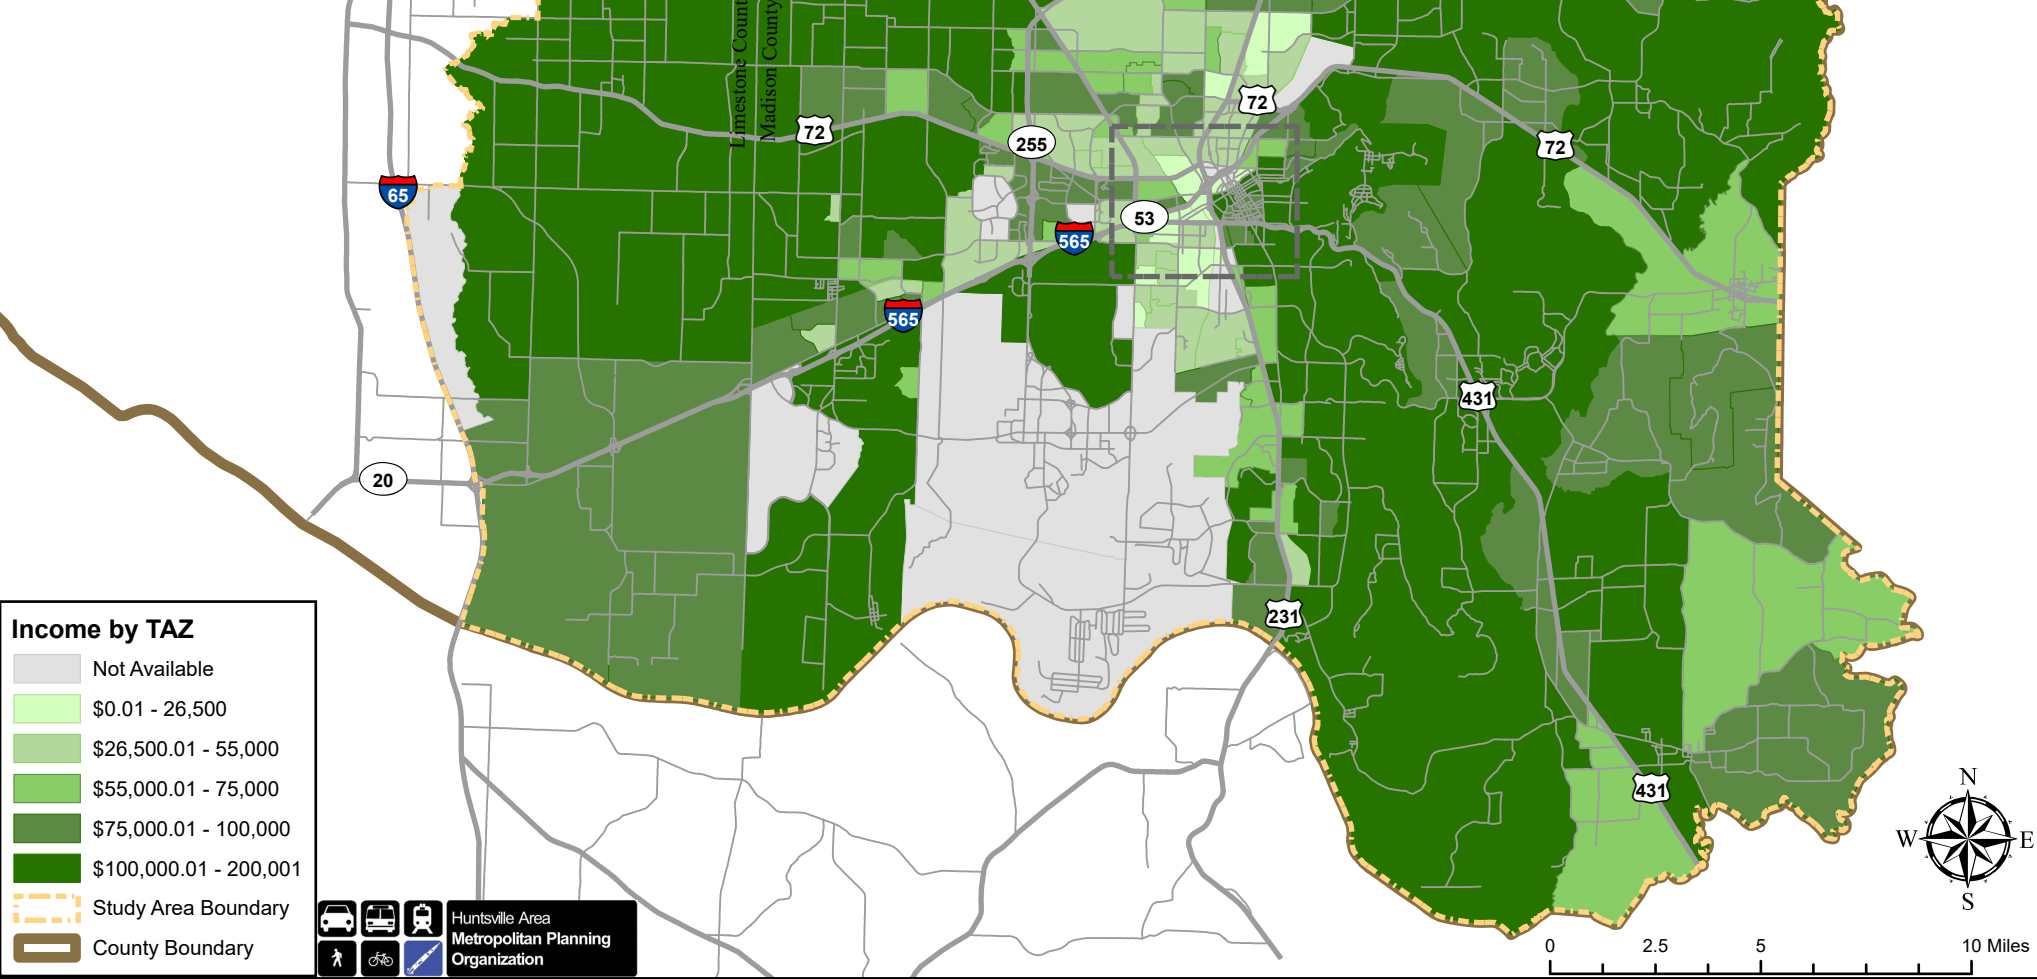 Limestone County
Madison County
72
72
255
72
65
53
565
565
431
20
231
431
Income by TAZ
Not Available
$0.01 - 26,500
$26,500.01 - 55,000
$55,000.01 - 75,000
$75,000.01 - 100,000
$100,000.01 - 200,001
Study Area Boundary
County Boundary
Huntsville Area
Metropolitan Planning
Organization
N
W E
S
0 2.5 5 10 Miles